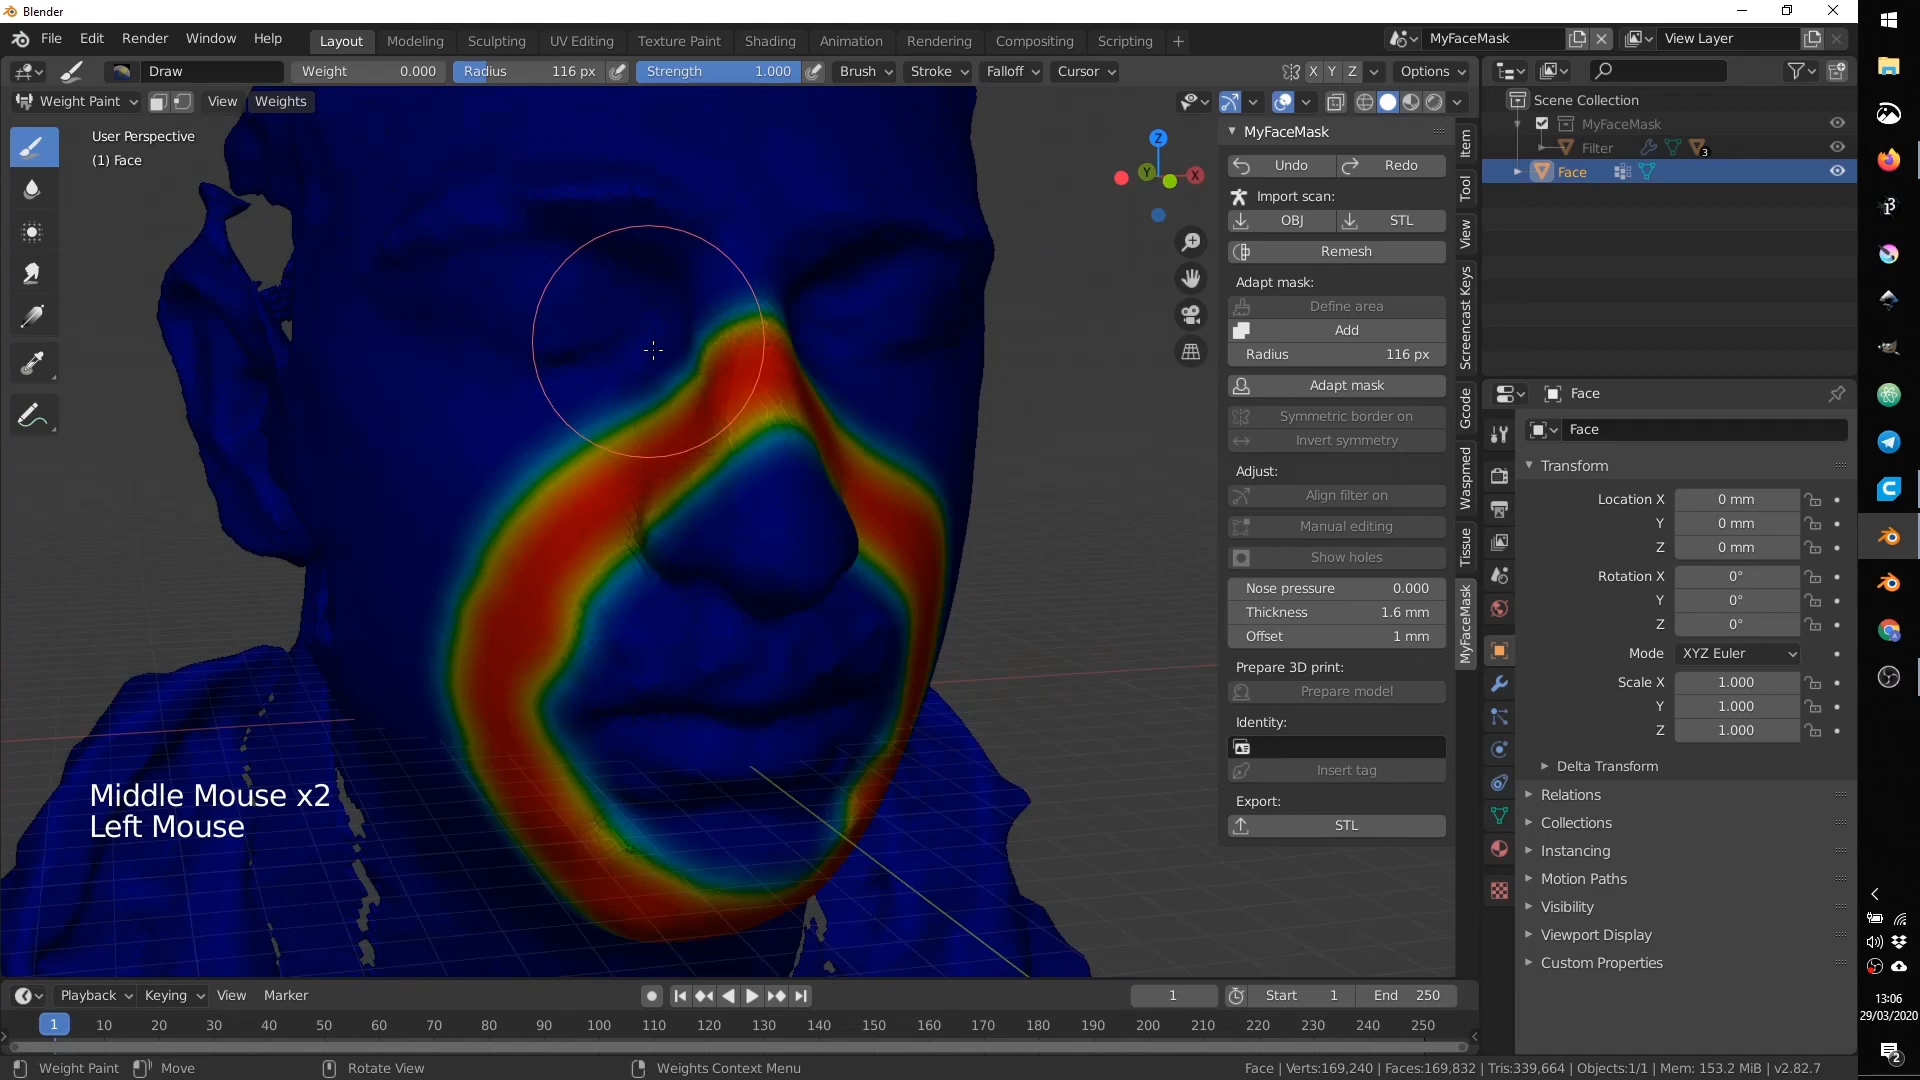 Blender
File Edit Render Window Help
Layout Modeling Sculpting UV Editing Texture Paint Shading Animation Rendering Compositing Scripting +
MyFaceMask View Layer
Draw Weight 0.000 Radius 116 px Strength 1.000 Brush Stroke Falloff Cursor X Y Z Options
Weight Paint View Weights
User Perspective
(1) Face
Z
Y
X
MyFaceMask
Undo Redo
Import scan:
OBJ STL
Remesh
Adapt mask:
Define area
Add
Radius 116 px
Adapt mask
Symmetric border on
Invert symmetry
Adjust:
Align filter on
Manual editing
Show holes
Nose pressure 0.000
Thickness 1.6 mm
Offset 1 mm
Prepare 3D print:
Prepare model
Identity:
Insert tag
Export:
STL
Item
Tool
View
Screencast Keys
Gcode
Waspmed
Tissue
MyFaceMask
Scene Collection
MyFaceMask
Filter 3
Face
Face
Face
Transform
Location X 0 mm
Y 0 mm
Z 0 mm
Rotation X 0°
Y 0°
Z 0°
Mode XYZ Euler
Scale X 1.000
Y 1.000
Z 1.000
Delta Transform
Relations
Collections
Instancing
Motion Paths
Visibility
Viewport Display
Custom Properties
Middle Mouse x2
Left Mouse
Playback Keying View Marker 1 Start 1 End 250
1 10 20 30 40 50 60 70 80 90 100 110 120 130 140 150 160 170 180 190 200 210 220 230 240 250
Weight Paint Move Rotate View Weights Context Menu Face | Verts:169,240 | Faces:169,832 | Tris:339,664 | Objects:1/1 | Mem: 153.2 MiB | v2.82.7
13:06
29/03/2020
2